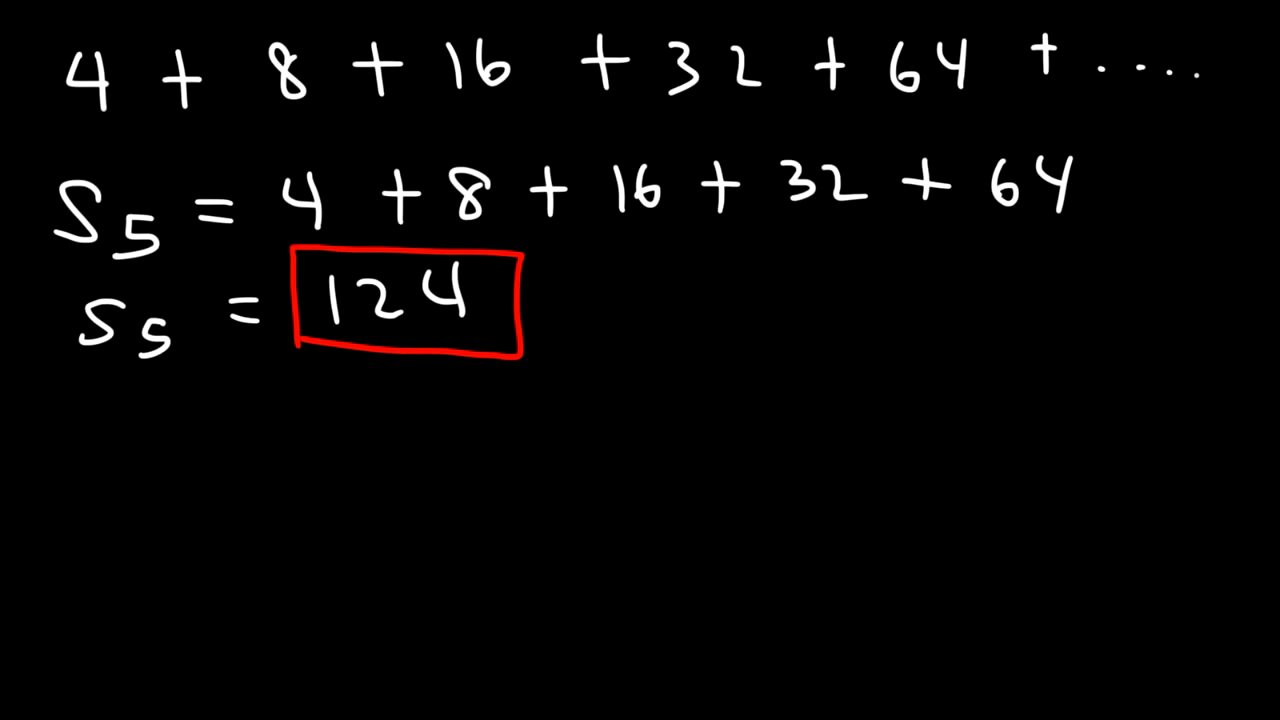 4 + 8 + 16 + 32 + 64 + .....
S₅ = 4 + 8 + 16 + 32 + 64
S₅ = 124